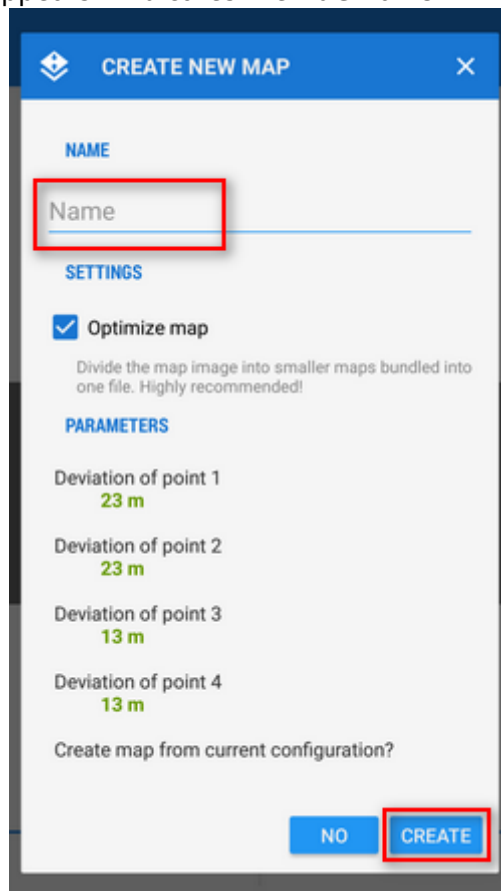 CREATE NEW MAP
NAME
Name
SETTINGS
Optimize map
Divide the map image into smaller maps bundled into
one file. Highly recommended!
PARAMETERS
Deviation of point 1
23 m
Deviation of point 2
23 m
Deviation of point 3
13 m
Deviation of point 4
13 m
Create map from current configuration?
NO CREATE